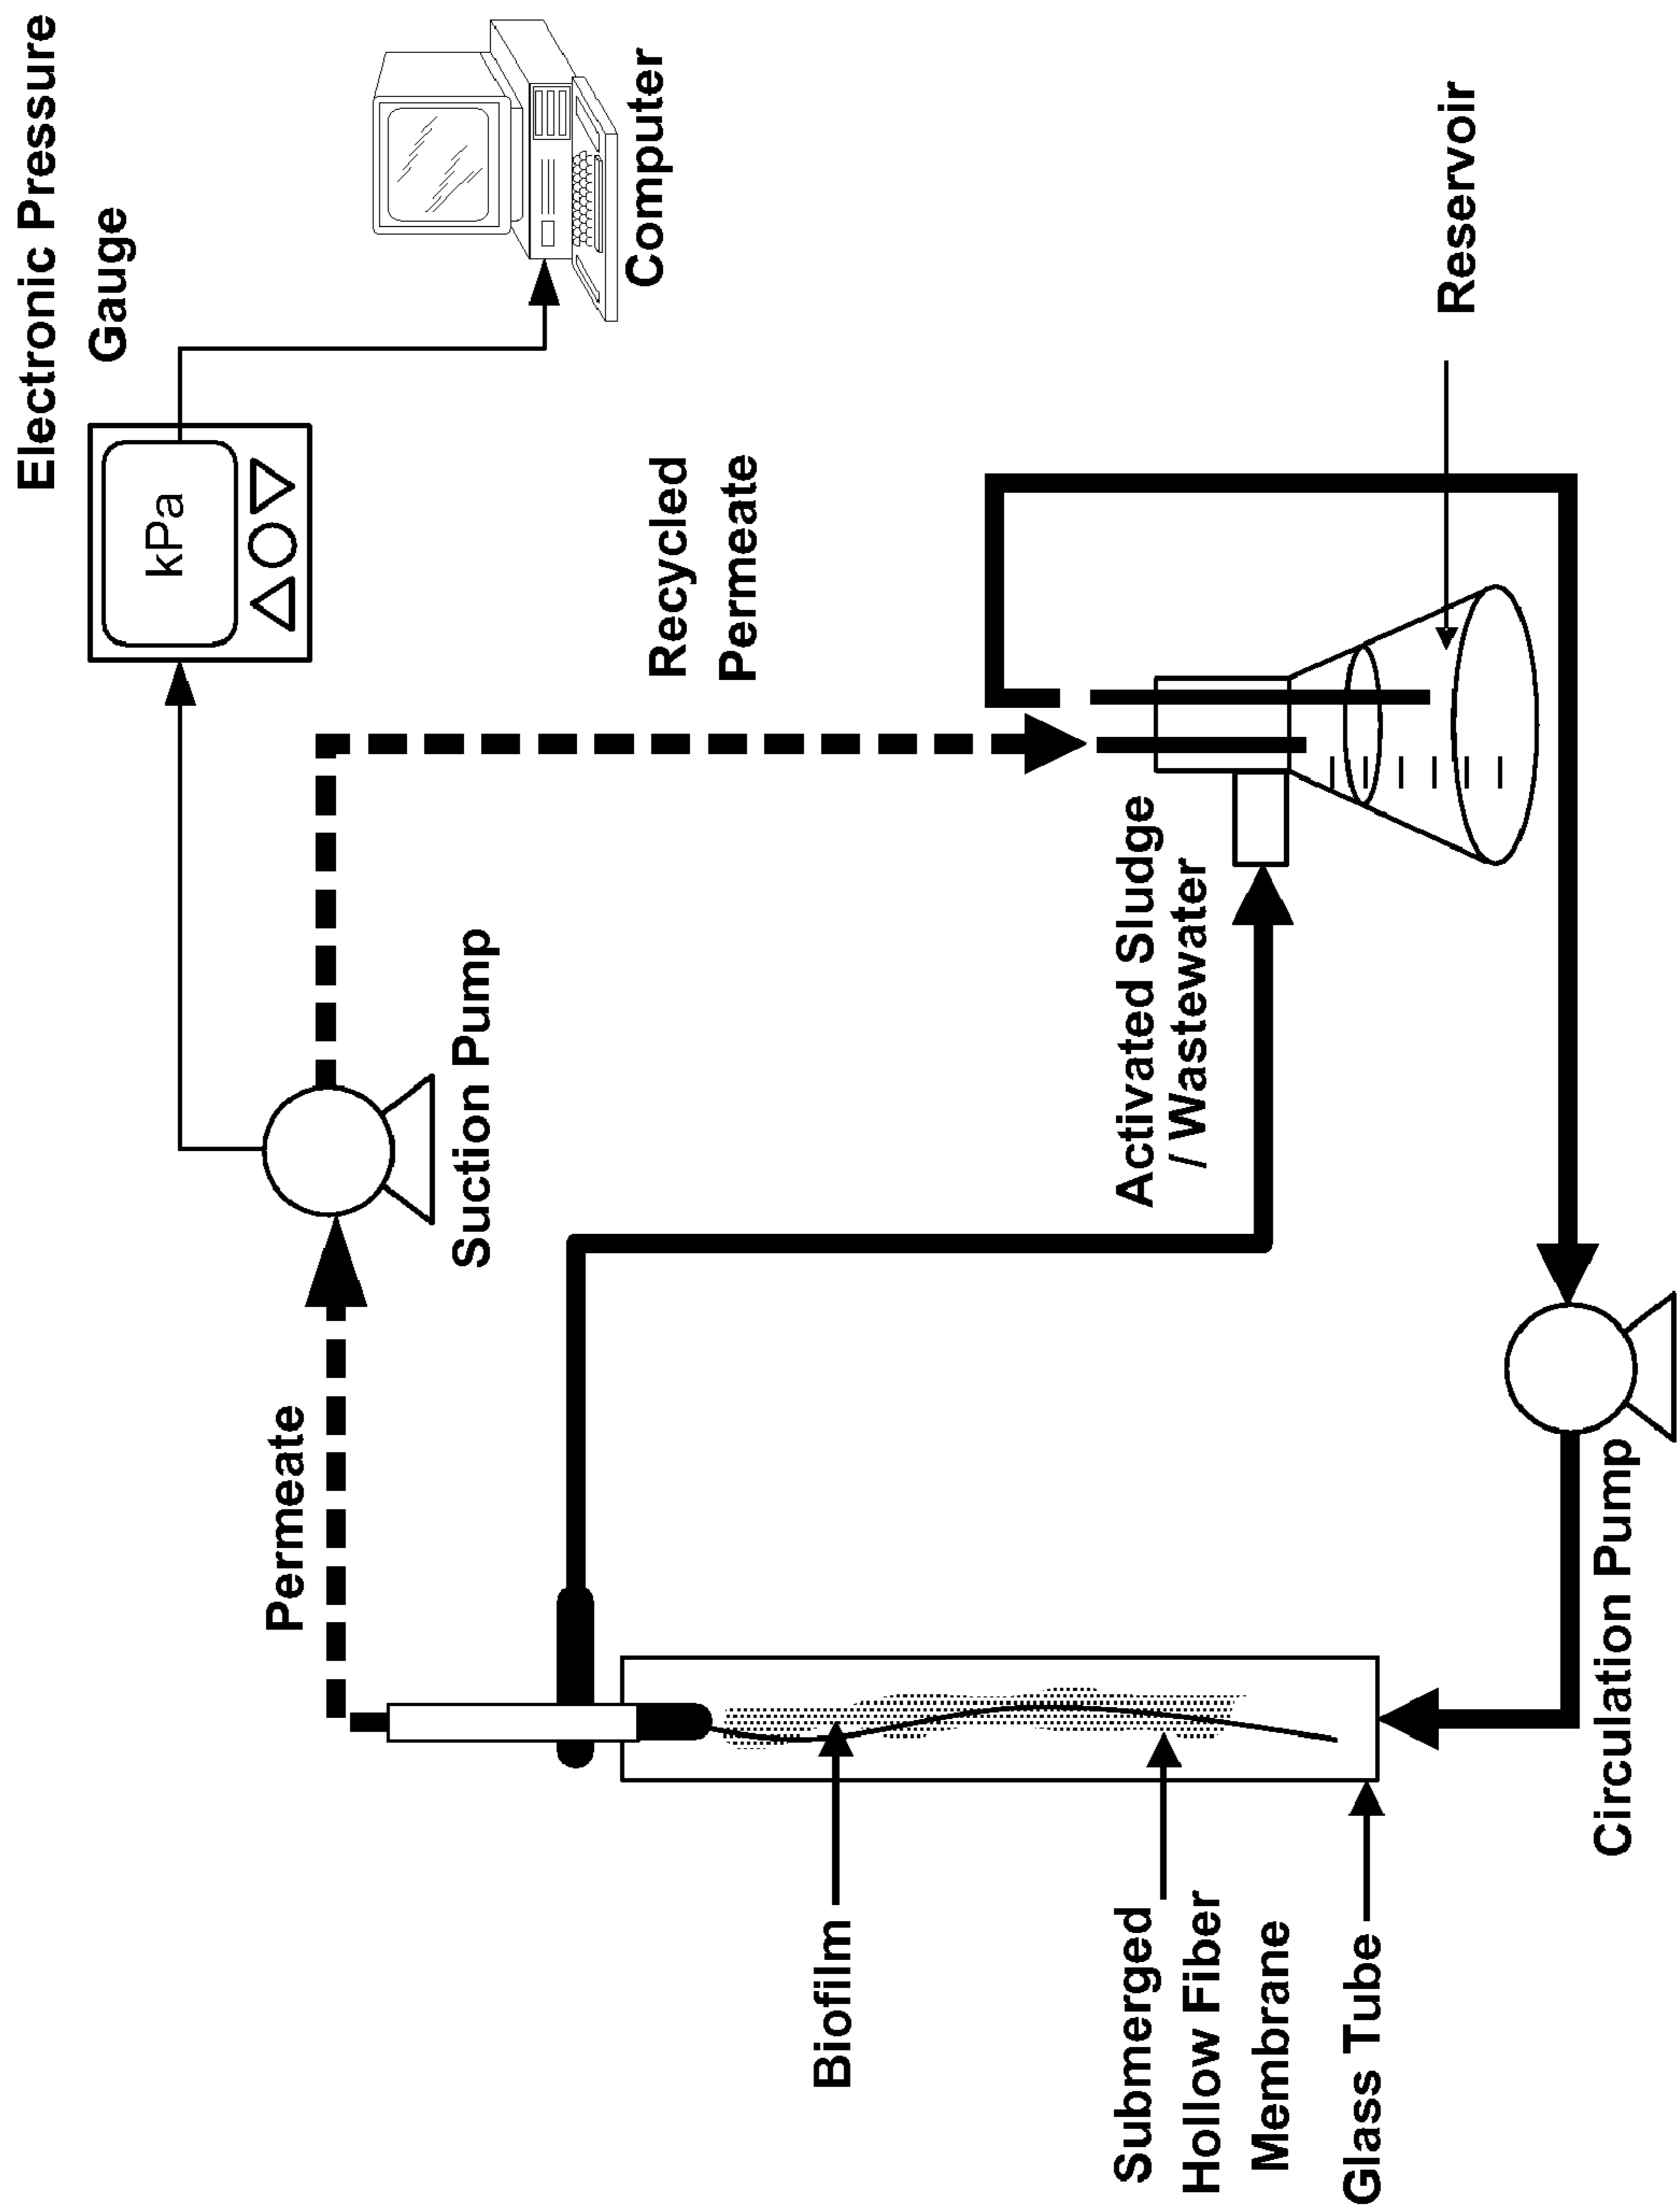 Electronic Pressure
Gauge
kPa
Computer
Permeate
Suction Pump
Recycled
Permeate
Biofilm
Submerged
Hollow Fiber
Membrane
Glass Tube
Activated Sludge
/ Wastewater
Reservoir
Circulation Pump